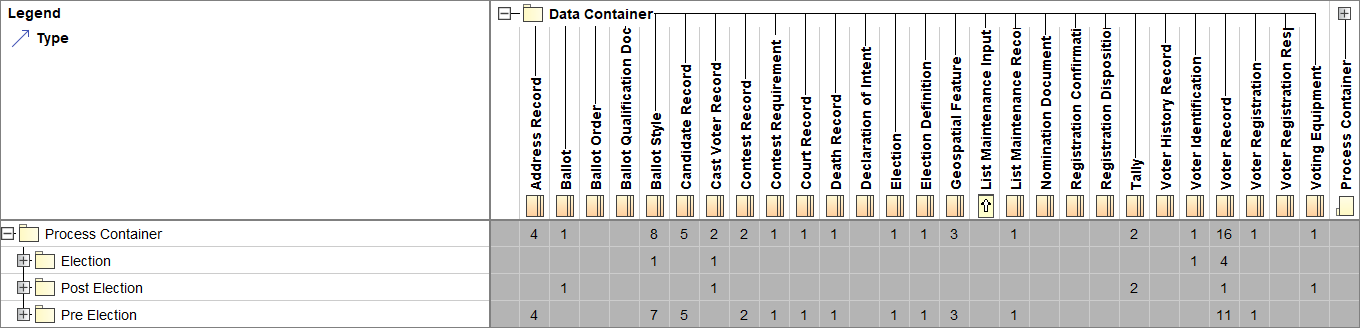 Legend
Type
Data Container
Address Record
Ballot
Ballot Order
Ballot Qualification Doc
Ballot Style
Candidate Record
Cast Voter Record
Contest Record
Contest Requirement
Court Record
Death Record
Declaration of Intent
Election
Election Definition
Geospatial Feature
List Maintenance Input
List Maintenance Recor
Nomination Document
Registration Confirmati
Registration Disposition
Tally
Voter History Record
Voter Identification
Voter Record
Voter Registration
Voter Registration Resp
Voting Equipment
Process Container
Process Container 4 1 8 5 2 2 1 1 1 1 1 3 1 2 1 16 1 1
Election 1 1 1 4
Post Election 1 1 2 1 1
Pre Election 4 7 5 2 1 1 1 1 1 3 1 11 1